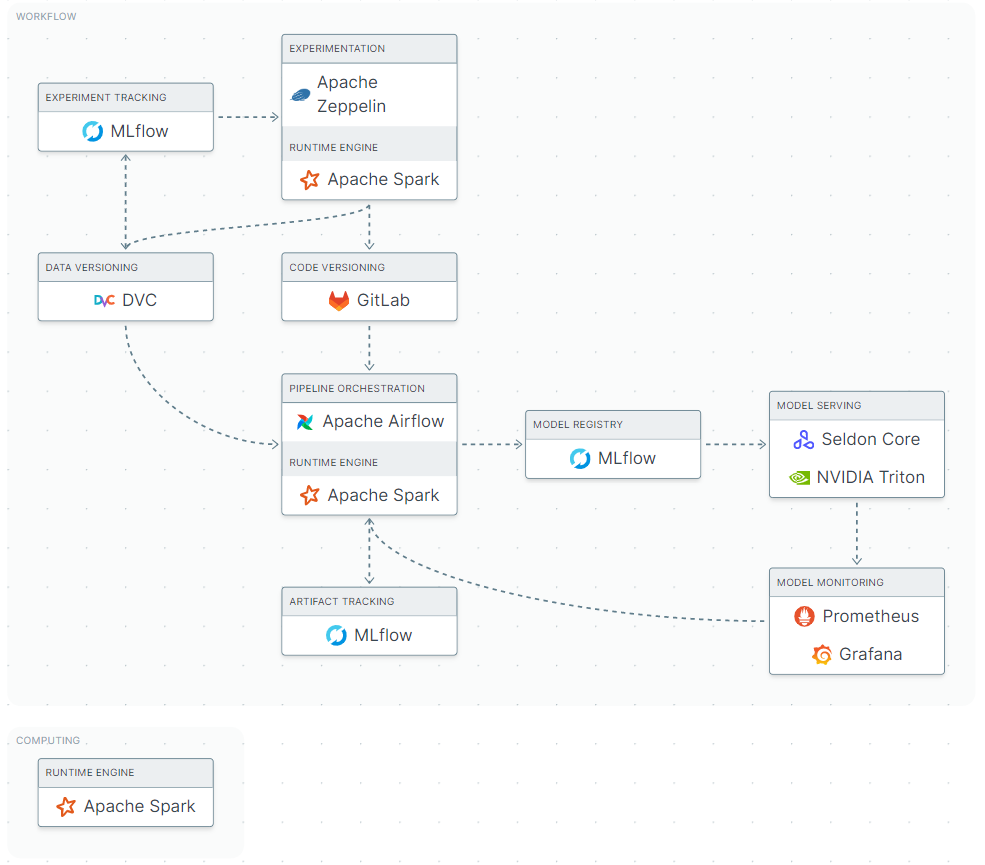 WORKFLOW
EXPERIMENTATION
Apache
Zeppelin
RUNTIME ENGINE
Apache Spark
EXPERIMENT TRACKING
MLflow
DATA VERSIONING
DVC DVC
CODE VERSIONING
GitLab
PIPELINE ORCHESTRATION
Apache Airflow
RUNTIME ENGINE
Apache Spark
MODEL REGISTRY
MLflow
MODEL SERVING
Seldon Core
NVIDIA Triton
ARTIFACT TRACKING
MLflow
MODEL MONITORING
Prometheus
Grafana
COMPUTING
RUNTIME ENGINE
Apache Spark